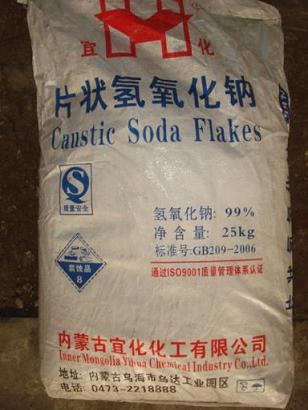 宜 化
片状氢氧化钠
Caustic Soda Flakes
质量安全
氢氧化钠: 99%
净含量: 25kg
标准号:GB209-2006
腐蚀品
8
通过ISO9001质量管理体系认证
内蒙古宜化化工有限公司
Inner Mongolia Yihua Chemical Industry Co.,Ltd.
地址: 内蒙古乌海市乌达工业园区
电话: 0473-2218888